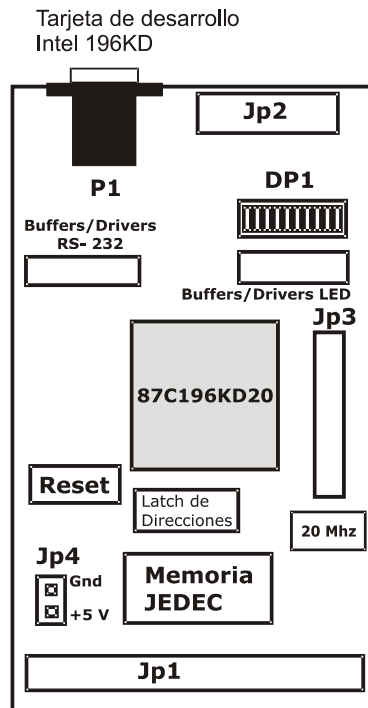 Tarjeta de desarrollo
Intel 196KD
Jp2
P1
DP1
Buffers/Drivers
RS- 232
Buffers/Drivers LED
Jp3
87C196KD20
Reset
Latch de
Direcciones
20 Mhz
Jp4
Gnd
+5 V
Memoria
JEDEC
Jp1